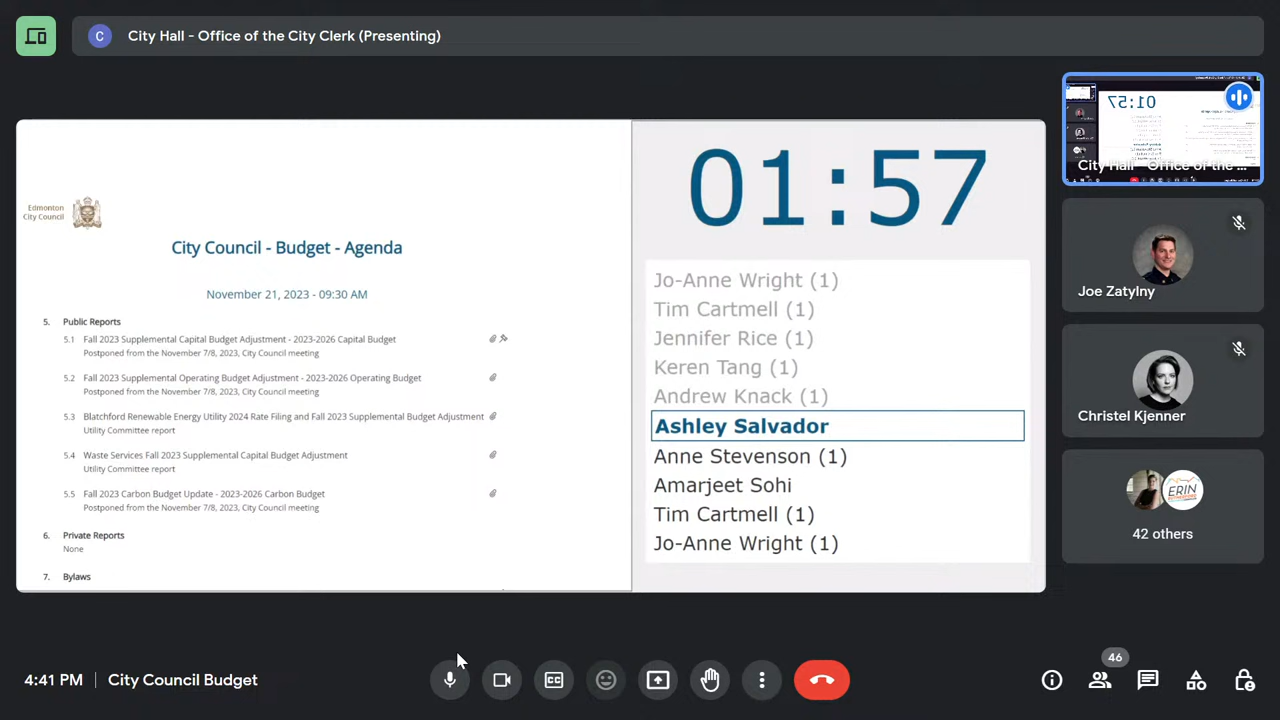 C
City Hall - Office of the City Clerk (Presenting)
Edmonton
City Council
City Council - Budget - Agenda
November 21, 2023 - 09:30 AM
5. Public Reports
5.1 Fall 2023 Supplemental Capital Budget Adjustment - 2023-2026 Capital Budget
Postponed from the November 7/8, 2023, City Council meeting
5.2 Fall 2023 Supplemental Operating Budget Adjustment - 2023-2026 Operating Budget
Postponed from the November 7/8, 2023, City Council meeting
5.3 Blatchford Renewable Energy Utility 2024 Rate Filing and Fall 2023 Supplemental Budget Adjustment
Utility Committee report
5.4 Waste Services Fall 2023 Supplemental Capital Budget Adjustment
Utility Committee report
5.5 Fall 2023 Carbon Budget Update - 2023-2026 Carbon Budget
Postponed from the November 7/8, 2023, City Council meeting
6. Private Reports
None
7. Bylaws
01:57
Jo-Anne Wright (1)
Tim Cartmell (1)
Jennifer Rice (1)
Keren Tang (1)
Andrew Knack (1)
Ashley Salvador
Anne Stevenson (1)
Amarjeet Sohi
Tim Cartmell (1)
Jo-Anne Wright (1)
01:57
City Hall - Office of the ...
Joe Zatylny
Christel Kjenner
ERIN
42 others
4:41 PM | City Council Budget
CC
46